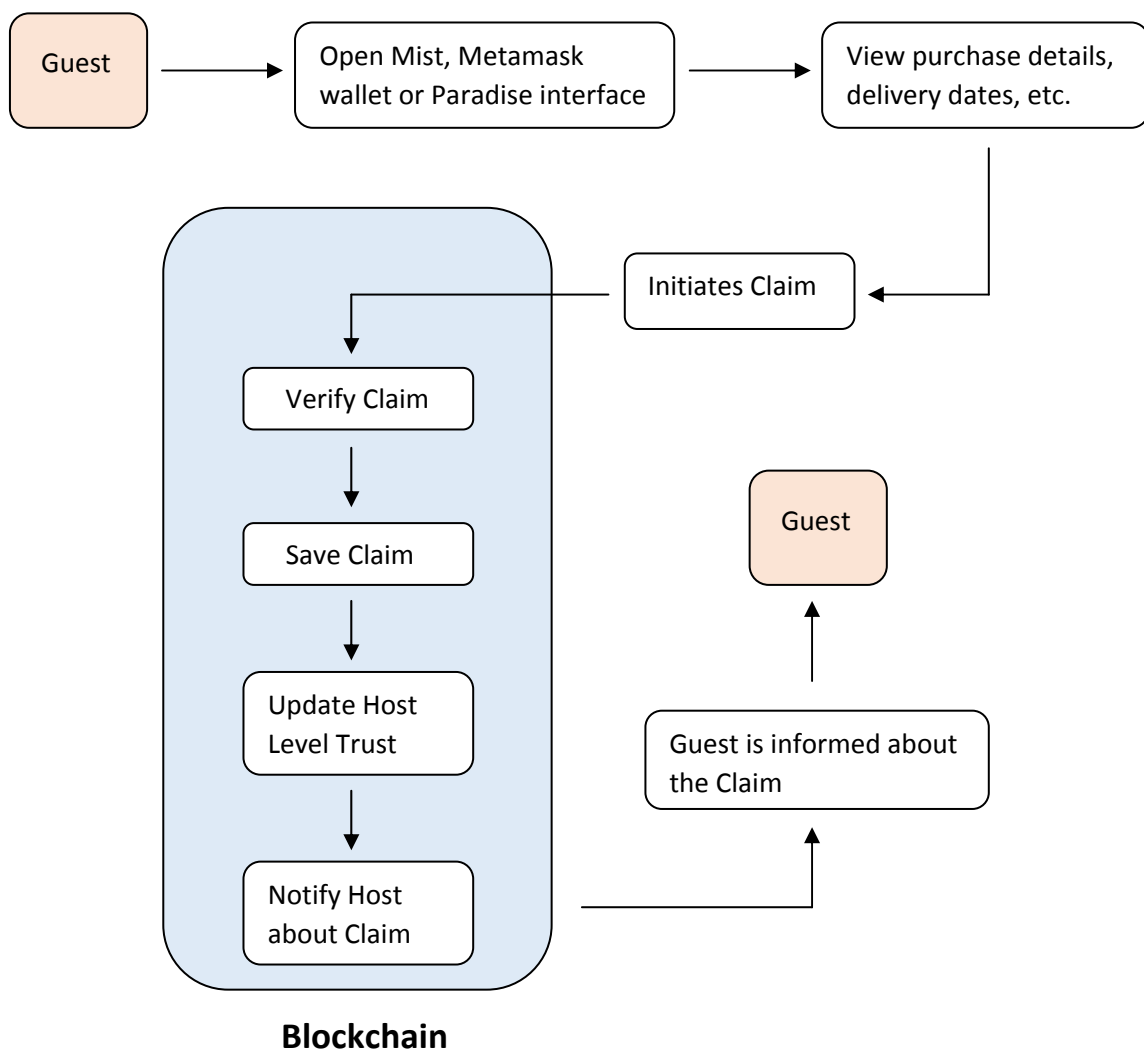 Guest
Open Mist, Metamask
wallet or Paradise interface
View purchase details,
delivery dates, etc.
Initiates Claim
Verify Claim
Save Claim
Update Host
Level Trust
Notify Host
about Claim
Guest is informed about
the Claim
Guest
Blockchain